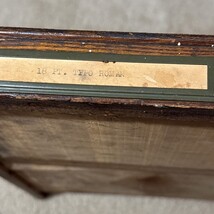 18 Pt. TYPO ROMAN